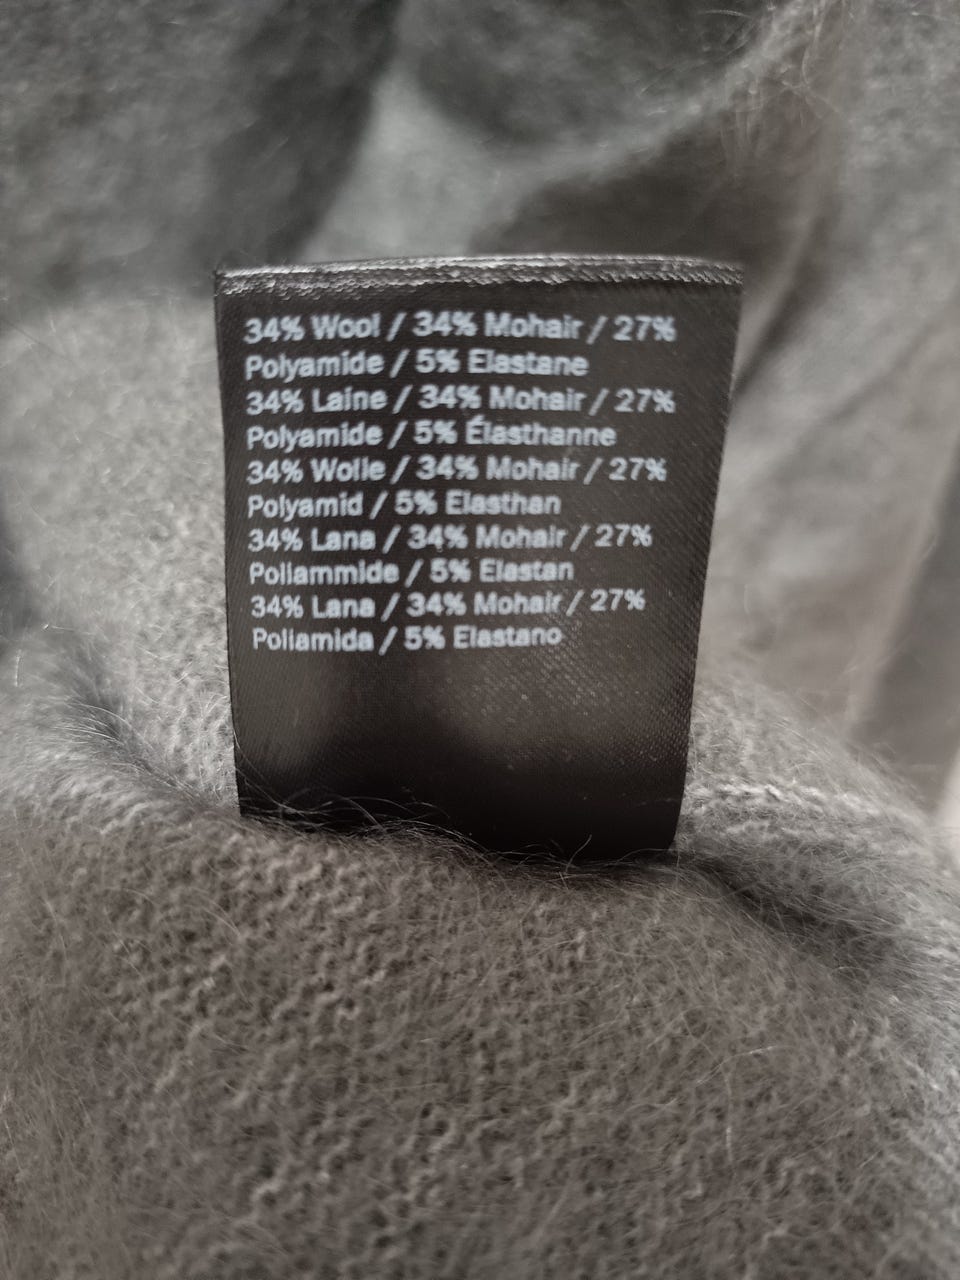 34% Wool / 34% Mohair / 27%
Polyamide / 5% Elastane
34% Laine / 34% Mohair / 27%
Polyamide / 5% Élasthanne
34% Wolle / 34% Mohair / 27%
Polyamid / 5% Elasthan
34% Lana / 34% Mohair / 27%
Poliammide / 5% Elastan
34% Lana / 34% Mohair / 27%
Poliamida / 5% Elastano